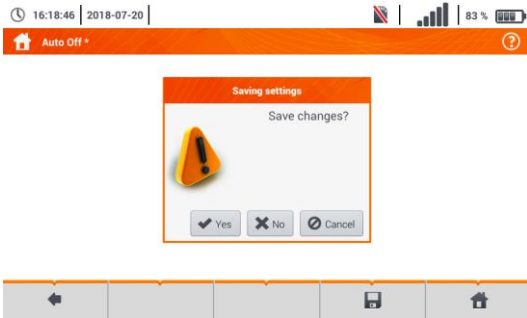 16:18:46 2018-07-20 83 %
Auto Off *
Saving settings
Save changes?
Yes No Cancel